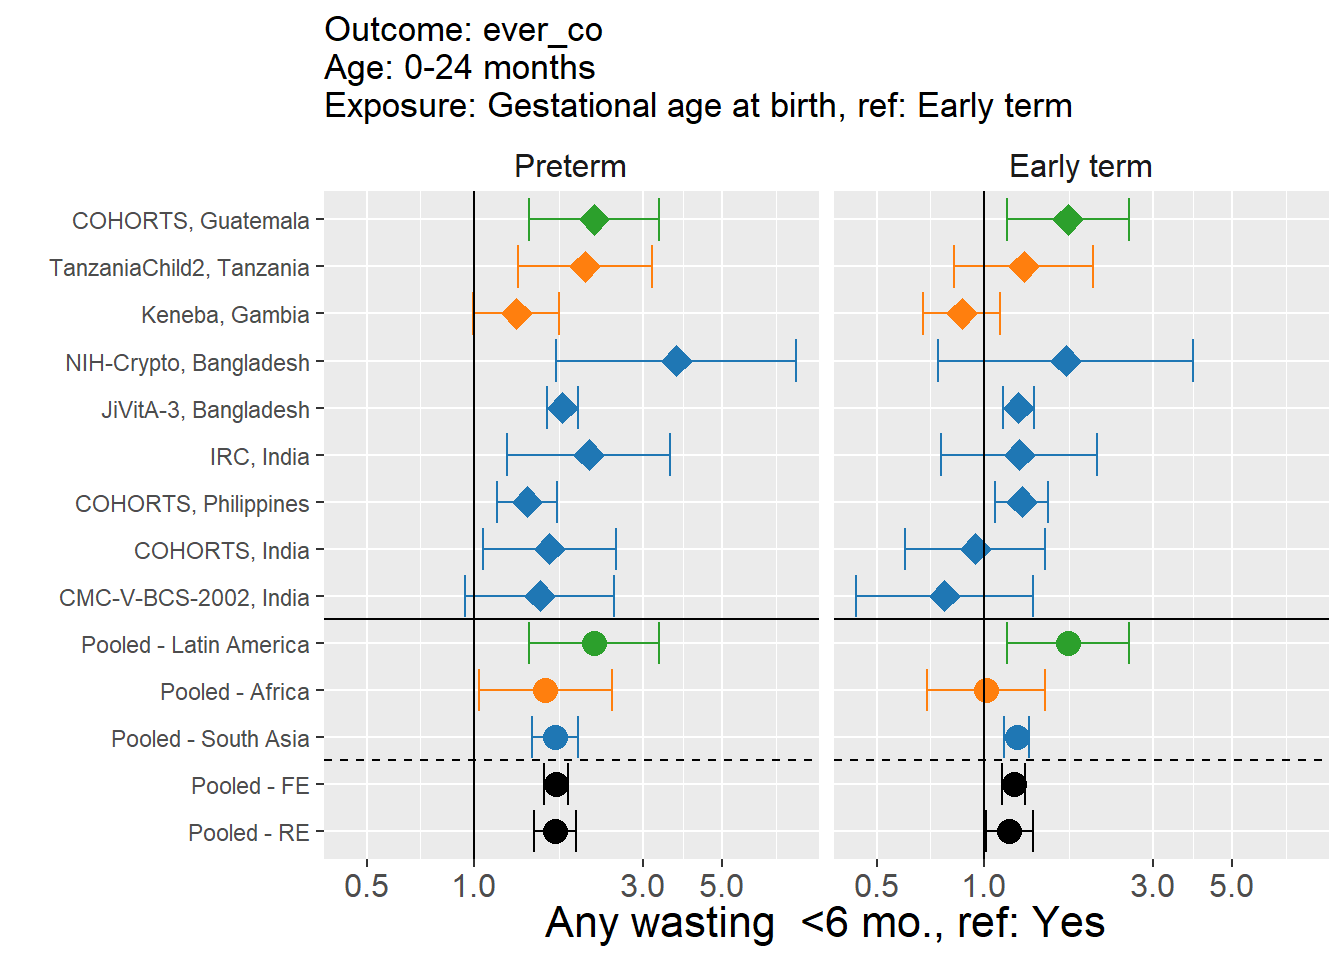 Outcome: ever_co
Age: 0-24 months
Exposure: Gestational age at birth, ref: Early term
Preterm
Early term
COHORTS, Guatemala
TanzaniaChild2, Tanzania
Keneba, Gambia
NIH-Crypto, Bangladesh
JiVitA-3, Bangladesh
IRC, India
COHORTS, Philippines
COHORTS, India
CMC-V-BCS-2002, India
Pooled - Latin America
Pooled - Africa
Pooled - South Asia
Pooled - FE
Pooled - RE
0.5 1.0 3.0 5.0
0.5 1.0 3.0 5.0
Any wasting  <6 mo., ref: Yes